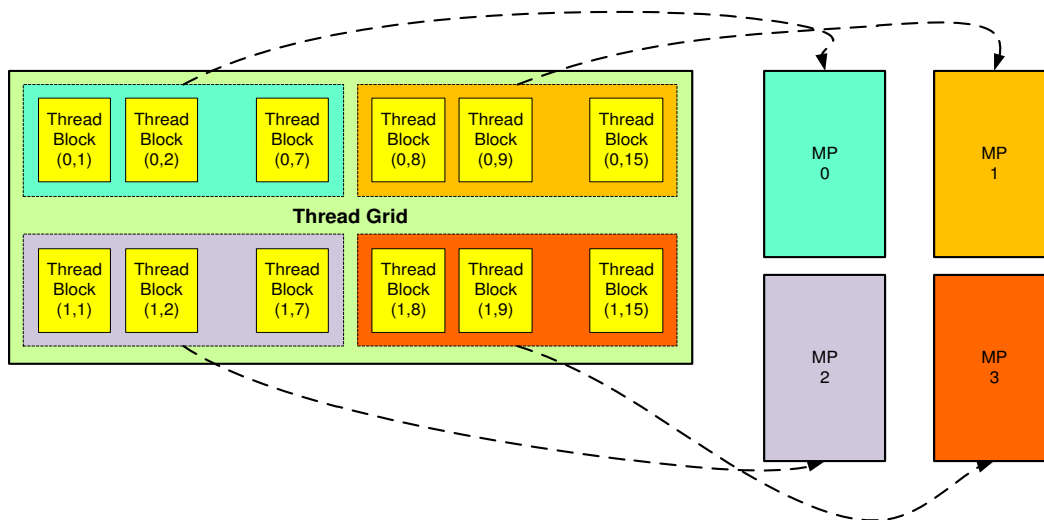 Thread
Block
(0,1)
Thread
Block
(0,2)
Thread
Block
(0,7)
Thread
Block
(0,8)
Thread
Block
(0,9)
Thread
Block
(0,15)
MP
0
MP
1
Thread Grid
Thread
Block
(1,1)
Thread
Block
(1,2)
Thread
Block
(1,7)
Thread
Block
(1,8)
Thread
Block
(1,9)
Thread
Block
(1,15)
MP
2
MP
3